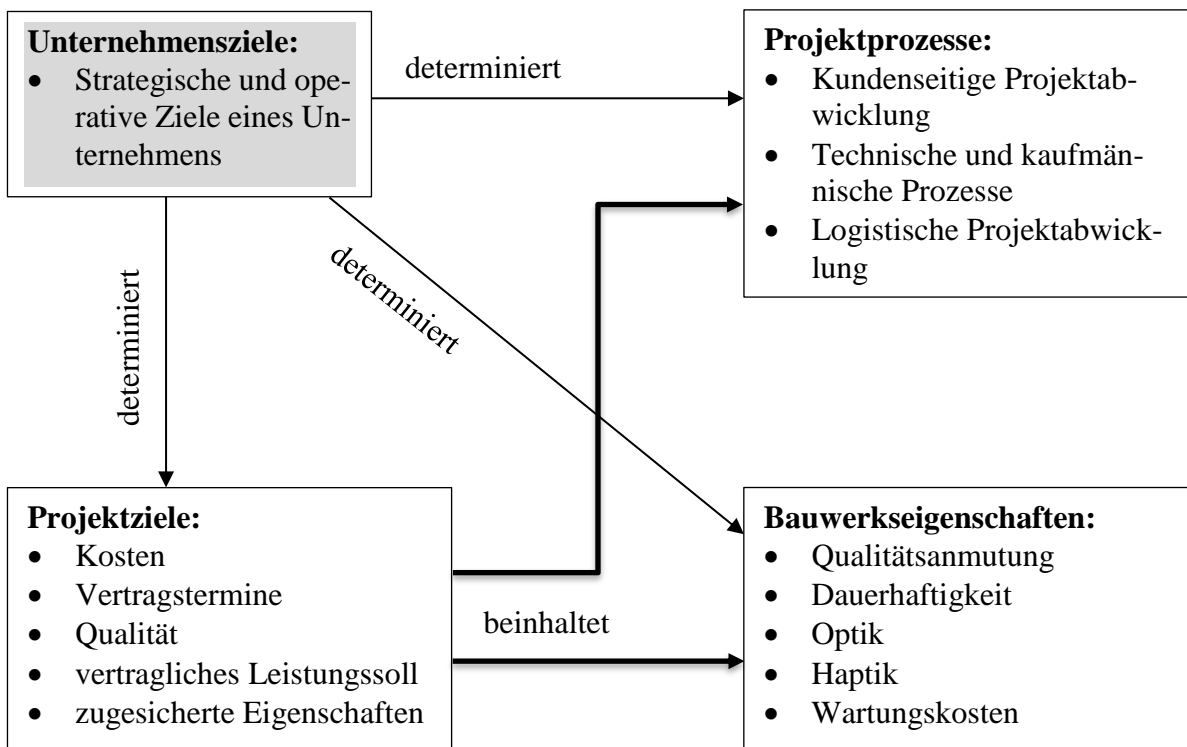 Unternehmensziele:
• Strategische und ope-
rative Ziele eines Un-
ternehmens
determiniert
Projektprozesse:
• Kundenseitige Projektab-
wicklung
• Technische und kaufmän-
nische Prozesse
• Logistische Projektabwick-
lung
determiniert
determiniert
Projektziele:
• Kosten
• Vertragstermine
• Qualität
• vertragliches Leistungssoll
• zugesicherte Eigenschaften
beinhaltet
Bauwerkseigenschaften:
• Qualitätsanmutung
• Dauerhaftigkeit
• Optik
• Haptik
• Wartungskosten